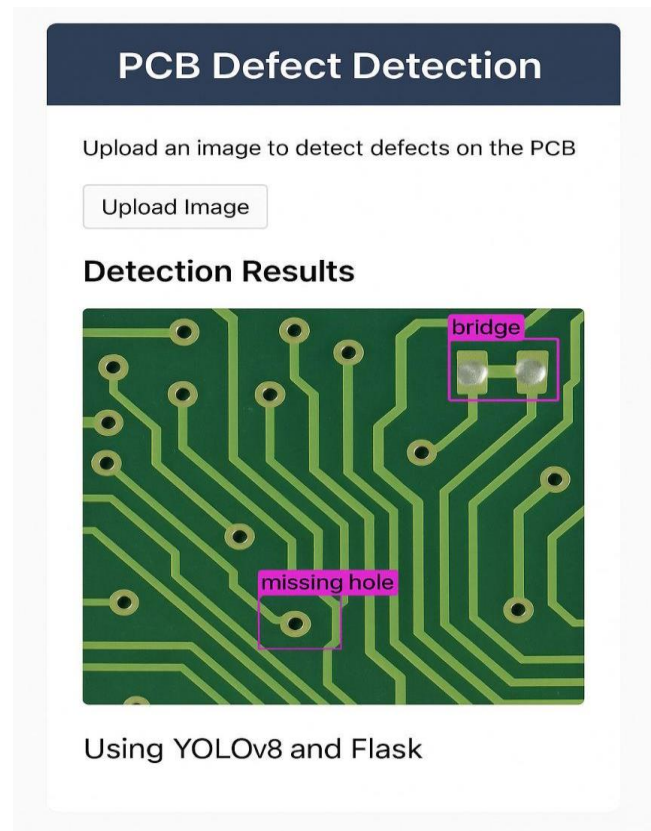 PCB Defect Detection
Upload an image to detect defects on the PCB
Upload Image
Detection Results
bridge
missing hole
Using YOLOv8 and Flask